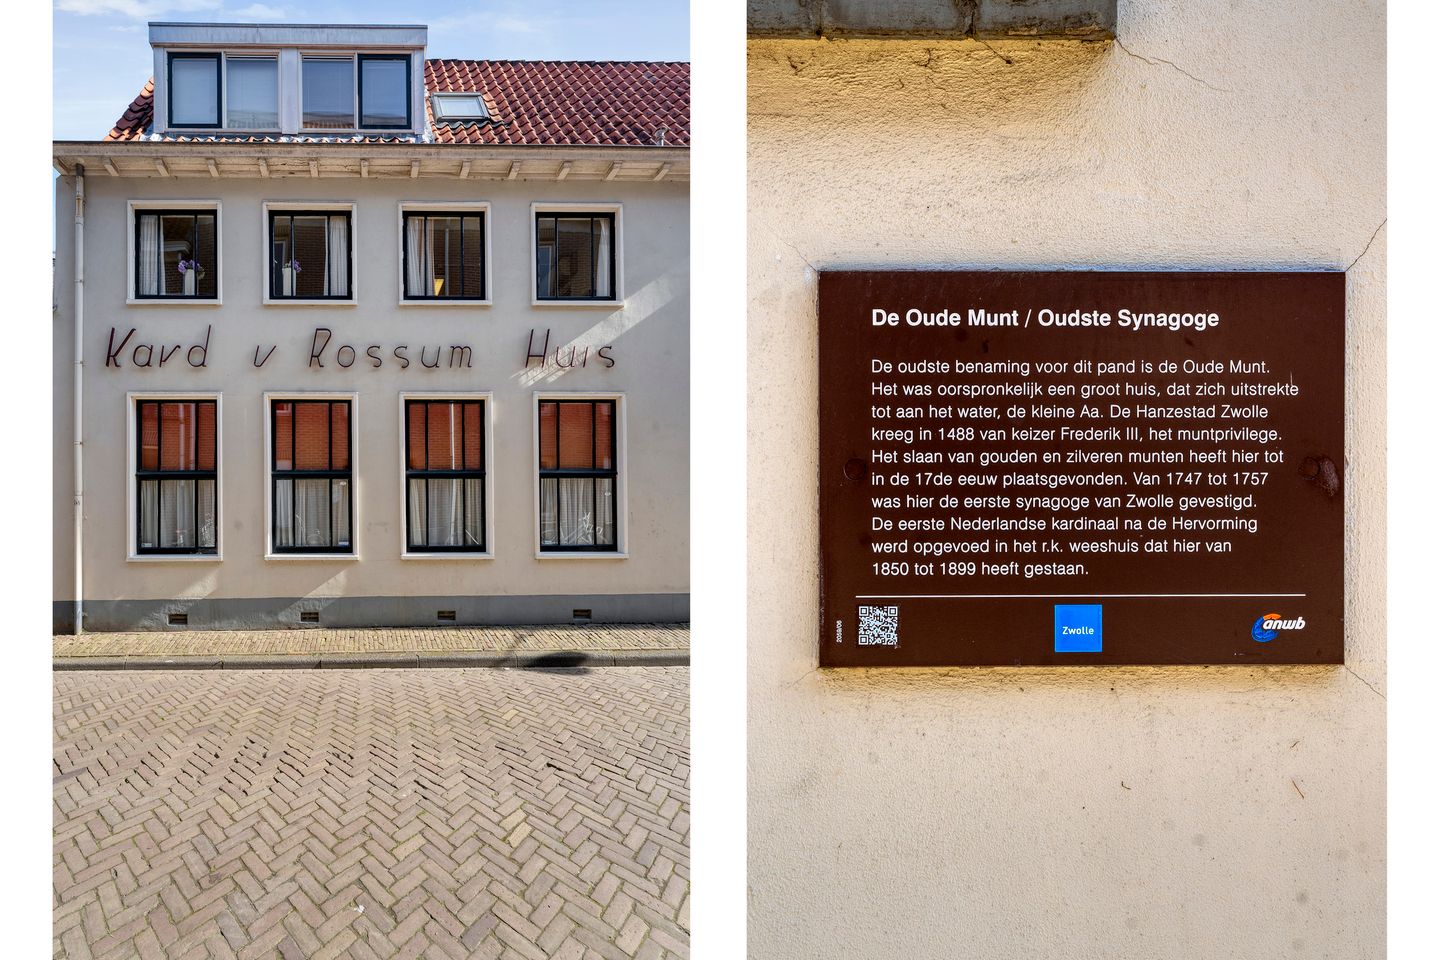 Kard v Rossum Huis
De Oude Munt / Oudste Synagoge
De oudste benaming voor dit pand is de Oude Munt.
Het was oorspronkelijk een groot huis, dat zich uitstrekte
tot aan het water, de kleine Aa. De Hanzestad Zwolle
kreeg in 1488 van keizer Frederik III, het muntprivilege.
Het slaan van gouden en zilveren munten heeft hier tot
in de 17de eeuw plaatsgevonden. Van 1747 tot 1757
was hier de eerste synagoge van Zwolle gevestigd.
De eerste Nederlandse kardinaal na de Hervorming
werd opgevoed in het r.k. weeshuis dat hier van
1850 tot 1899 heeft gestaan.
Zwolle
anwb